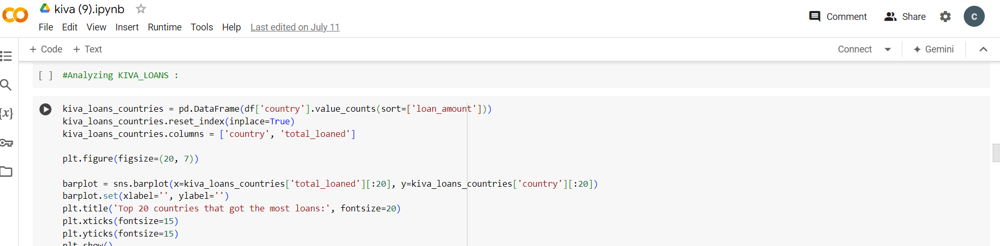 kiva (9).ipynb
File Edit View Insert Runtime Tools Help Last edited on July 11
Comment Share C
+ Code + Text
Connect Gemini
[ ] #Analyzing KIVA_LOANS :
kiva_loans_countries = pd.DataFrame(df['country'].value_counts(sort=['loan_amount']))
kiva_loans_countries.reset_index(inplace=True)
kiva_loans_countries.columns = ['country', 'total_loaned']
plt.figure(figsize=(20, 7))
barplot = sns.barplot(x=kiva_loans_countries['total_loaned'][:20], y=kiva_loans_countries['country'][:20])
barplot.set(xlabel='', ylabel='')
plt.title('Top 20 countries that got the most loans:', fontsize=20)
plt.xticks(fontsize=15)
plt.yticks(fontsize=15)
plt.show()